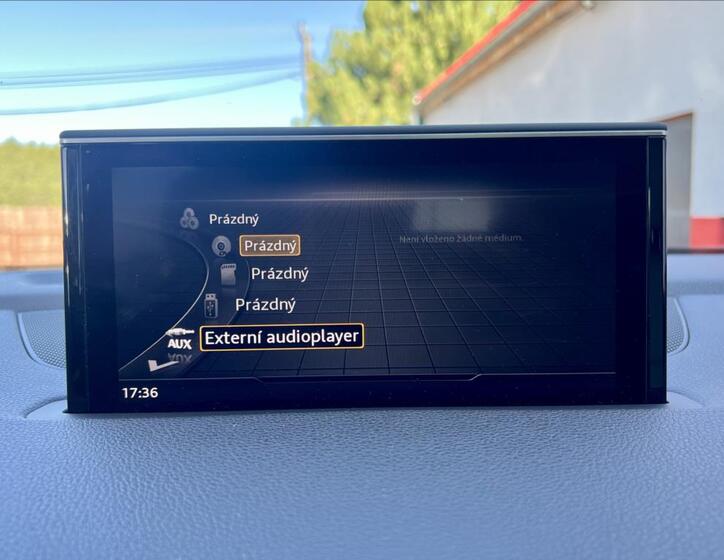 Prázdný
Prázdný
Není vloženo žádné médium.
Prázdný
Prázdný
Externí audioplayer
AUX
17:36